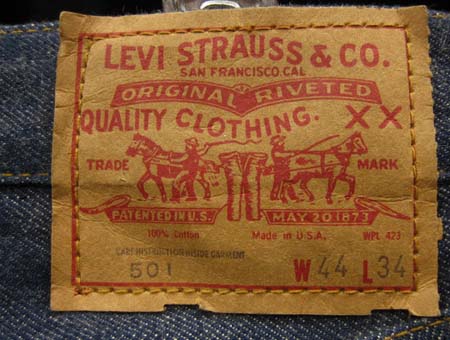 LEVI STRAUSS & CO.
SAN FRANCISCO.CAL
ORIGINAL RIVETED
QUALITY CLOTHING. XX
TRADE MARK
PATENTED IN U.S. MAY 20.1873
100% Cotton Made in U.S.A. WPL 423
CARE INSTRUCTION INSIDE GARMENT
501 W 44 L 34